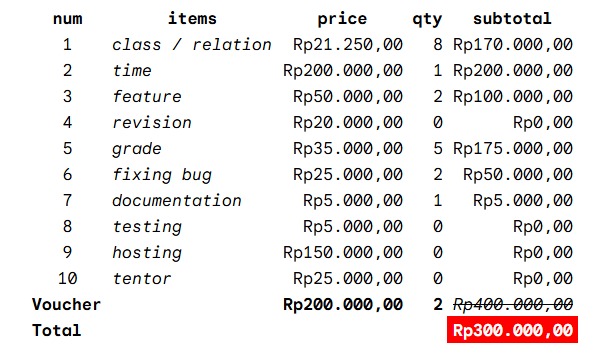 num items price qty subtotal
1 class / relation Rp21.250,00 8 Rp170.000,00
2 time Rp200.000,00 1 Rp200.000,00
3 feature Rp50.000,00 2 Rp100.000,00
4 revision Rp20.000,00 0 Rp0,00
5 grade Rp35.000,00 5 Rp175.000,00
6 fixing bug Rp25.000,00 2 Rp50.000,00
7 documentation Rp5.000,00 1 Rp5.000,00
8 testing Rp5.000,00 0 Rp0,00
9 hosting Rp150.000,00 0 Rp0,00
10 tentor Rp25.000,00 0 Rp0,00
Voucher Rp200.000,00 2 Rp400.000,00
Total Rp300.000,00